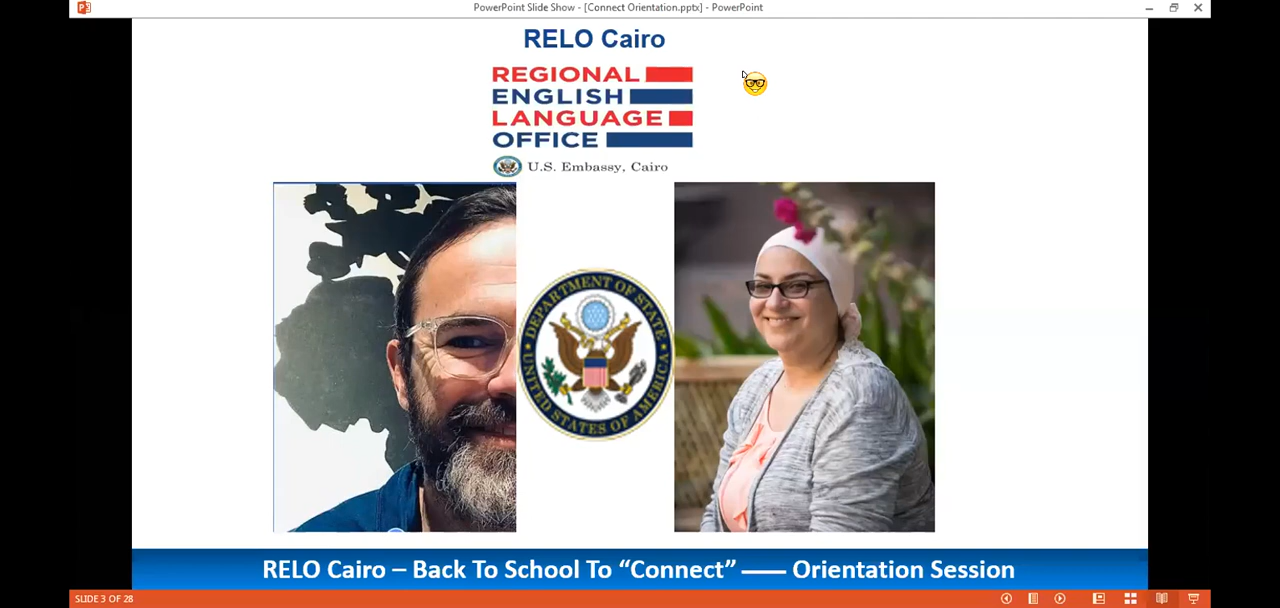 PowerPoint Slide Show - [Connect Orientation.pptx] - PowerPoint
RELO Cairo
REGIONAL
ENGLISH
LANGUAGE
OFFICE
U.S. Embassy, Cairo
DEPARTMENT OF STATE
UNITED STATES OF AMERICA
RELO Cairo – Back To School To “Connect” —— Orientation Session
SLIDE 3 OF 28